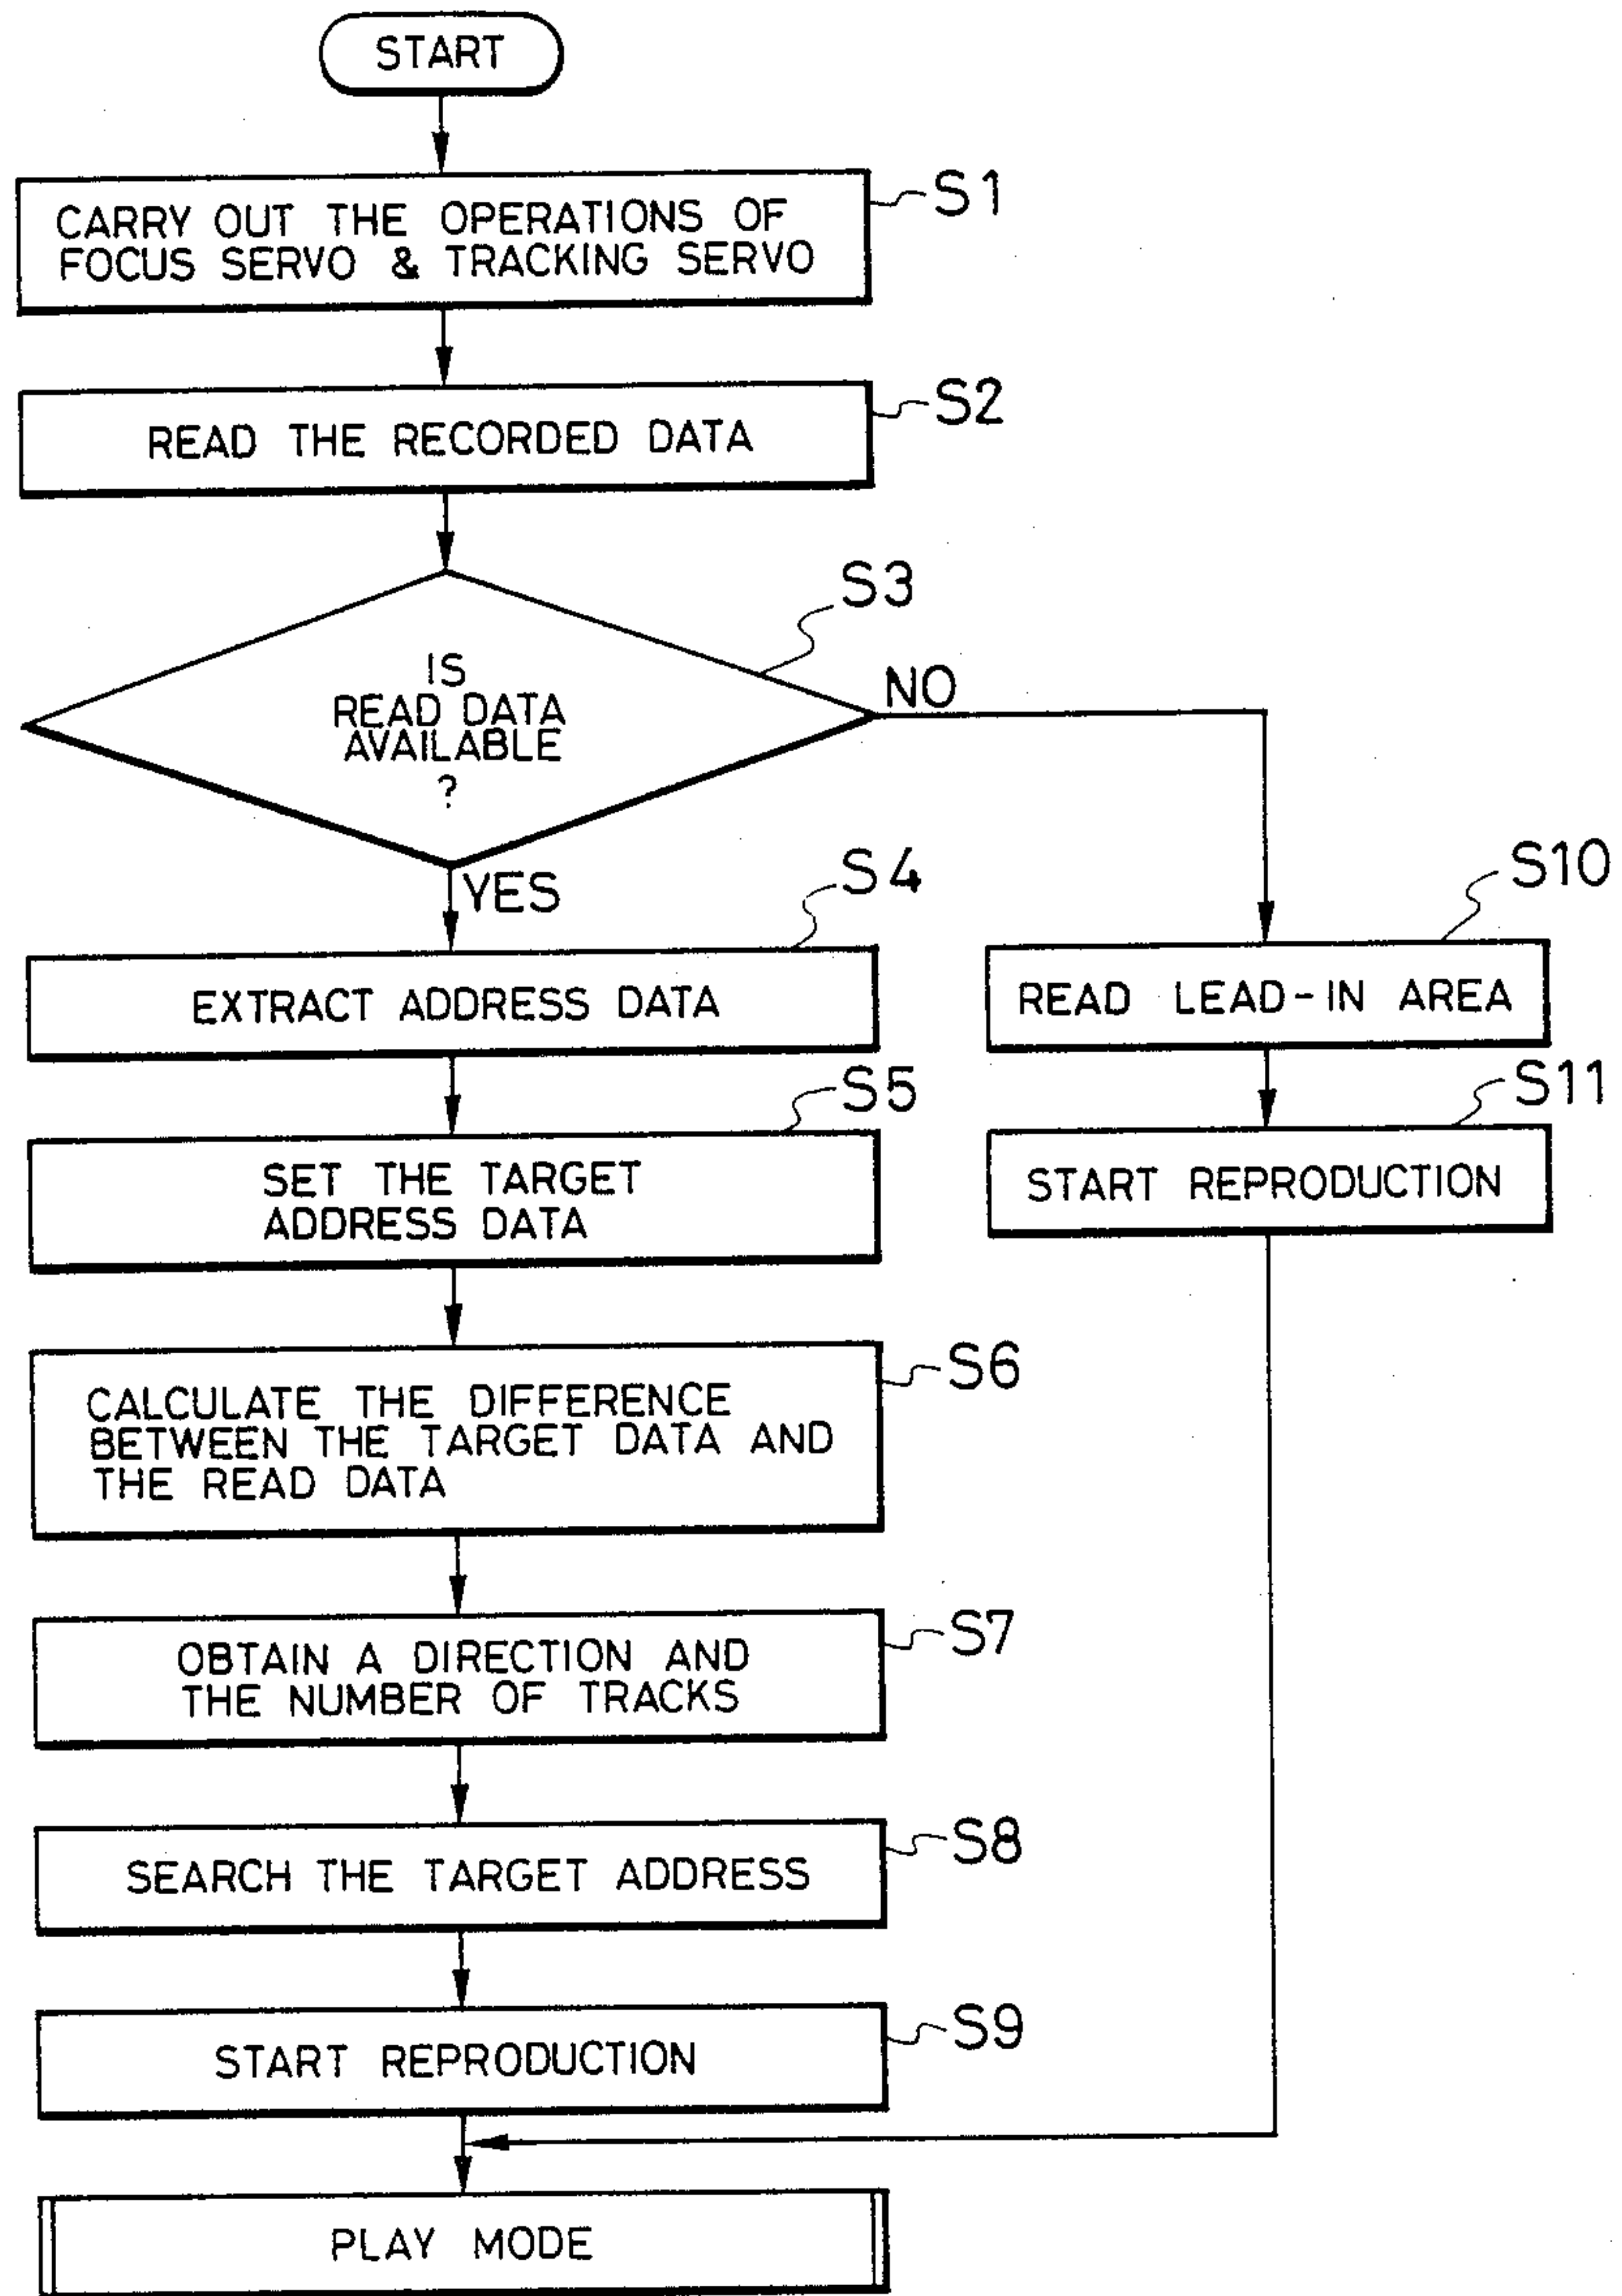 START
CARRY OUT THE OPERATIONS OF
FOCUS SERVO & TRACKING SERVO
S1
READ THE RECORDED DATA
S2
IS
READ DATA
AVAILABLE
?
S3
NO
YES
EXTRACT ADDRESS DATA
S4
READ LEAD-IN AREA
S10
SET THE TARGET
ADDRESS DATA
S5
START REPRODUCTION
S11
CALCULATE THE DIFFERENCE
BETWEEN THE TARGET DATA AND
THE READ DATA
S6
OBTAIN A DIRECTION AND
THE NUMBER OF TRACKS
S7
SEARCH THE TARGET ADDRESS
S8
START REPRODUCTION
S9
PLAY MODE